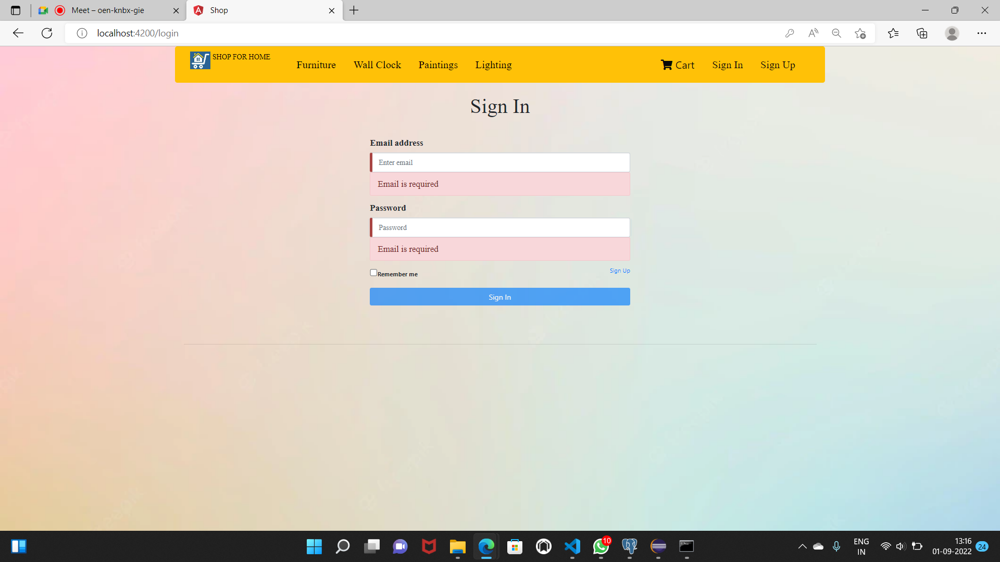 Meet – oen-knbx-gie
Shop
localhost:4200/login
SHOP FOR HOME
Furniture
Wall Clock
Paintings
Lighting
Cart
Sign In
Sign Up
Sign In
Email address
Enter email
Email is required
Password
Password
Email is required
Remember me
Sign Up
Sign In
10
ENG
IN
13:16
01-09-2022
24